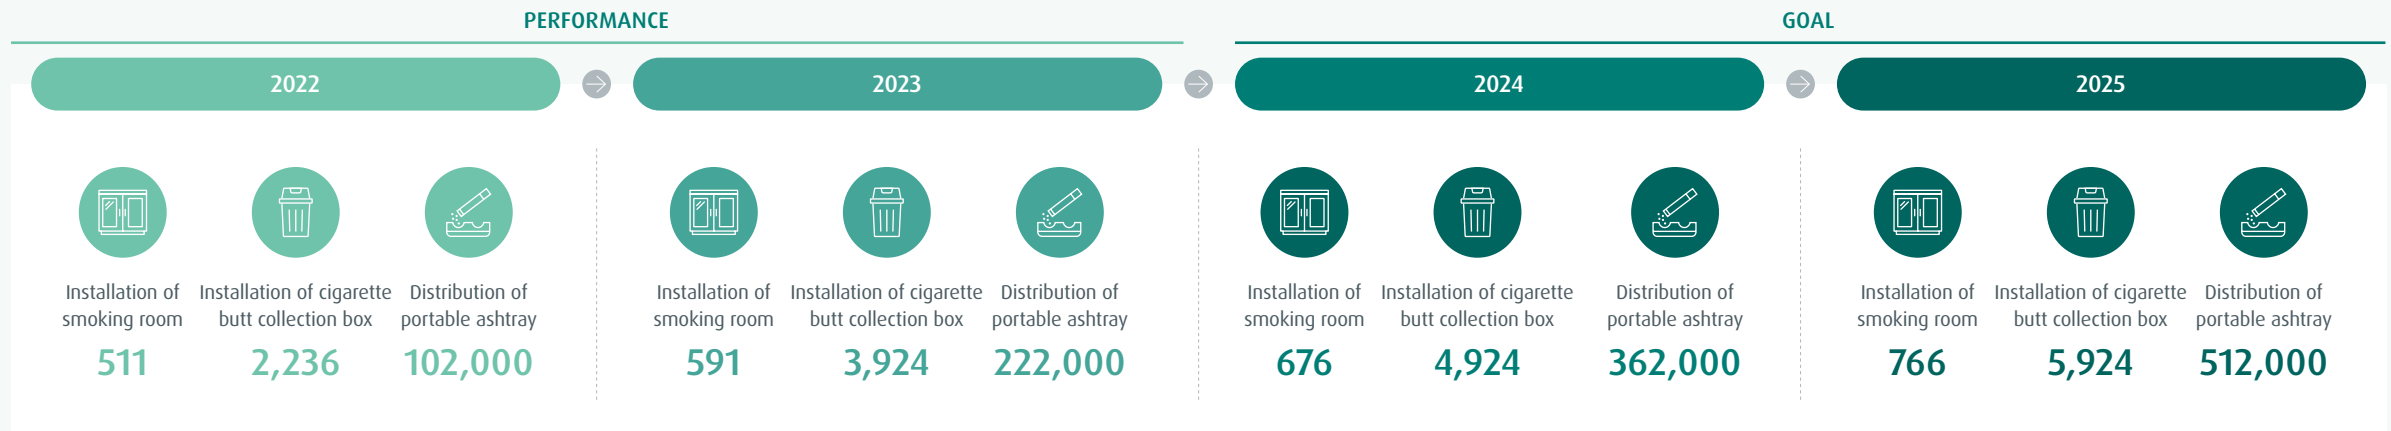 PERFORMANCE
GOAL
2022
2023
2024
2025
Installation of
smoking room
511
Installation of cigarette
butt collection box
2,236
Distribution of
portable ashtray
102,000
Installation of
smoking room
591
Installation of cigarette
butt collection box
3,924
Distribution of
portable ashtray
222,000
Installation of
smoking room
676
Installation of cigarette
butt collection box
4,924
Distribution of
portable ashtray
362,000
Installation of
smoking room
766
Installation of cigarette
butt collection box
5,924
Distribution of
portable ashtray
512,000